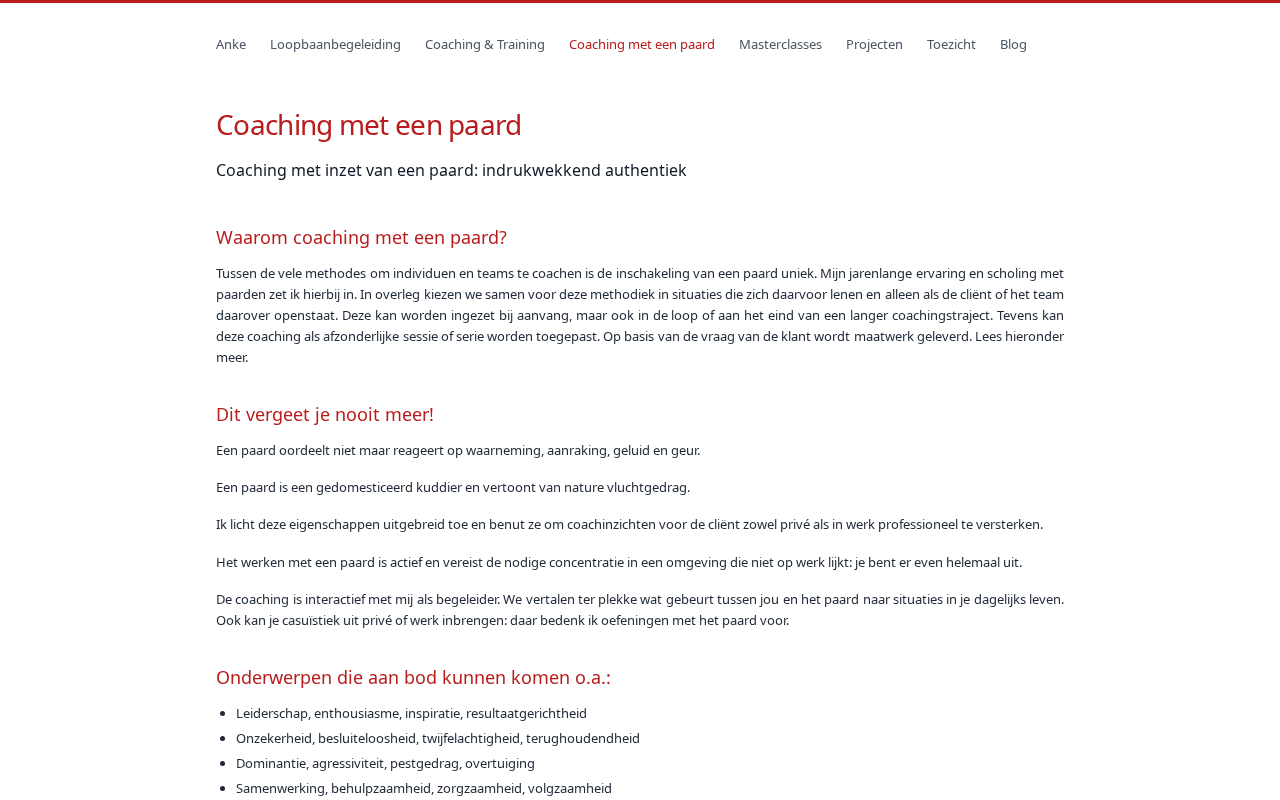 Anke Loopbaanbegeleiding Coaching & Training Coaching met een paard Masterclasses Projecten Toezicht Blog
Coaching met een paard
Coaching met inzet van een paard: indrukwekkend authentiek
Waarom coaching met een paard?
Tussen de vele methodes om individuen en teams te coachen is de inschakeling van een paard uniek. Mijn jarenlange ervaring en scholing met
paarden zet ik hierbij in. In overleg kiezen we samen voor deze methodiek in situaties die zich daarvoor lenen en alleen als de cliënt of het team
daarover openstaat. Deze kan worden ingezet bij aanvang, maar ook in de loop of aan het eind van een langer coachingstraject. Tevens kan
deze coaching als afzonderlijke sessie of serie worden toegepast. Op basis van de vraag van de klant wordt maatwerk geleverd. Lees hieronder
meer.
Dit vergeet je nooit meer!
Een paard oordeelt niet maar reageert op waarneming, aanraking, geluid en geur.
Een paard is een gedomesticeerd kuddier en vertoont van nature vluchtgedrag.
Ik licht deze eigenschappen uitgebreid toe en benut ze om coachinzichten voor de cliënt zowel privé als in werk professioneel te versterken.
Het werken met een paard is actief en vereist de nodige concentratie in een omgeving die niet op werk lijkt: je bent er even helemaal uit.
De coaching is interactief met mij als begeleider. We vertalen ter plekke wat gebeurt tussen jou en het paard naar situaties in je dagelijks leven.
Ook kan je casuïstiek uit privé of werk inbrengen: daar bedenk ik oefeningen met het paard voor.
Onderwerpen die aan bod kunnen komen o.a.:
• Leiderschap, enthousiasme, inspiratie, resultaatgerichtheid
• Onzekerheid, besluiteloosheid, twijfelachtigheid, terughoudendheid
• Dominantie, agressiviteit, pestgedrag, overtuiging
• Samenwerking, behulpzaamheid, zorgzaamheid, volgzaamheid